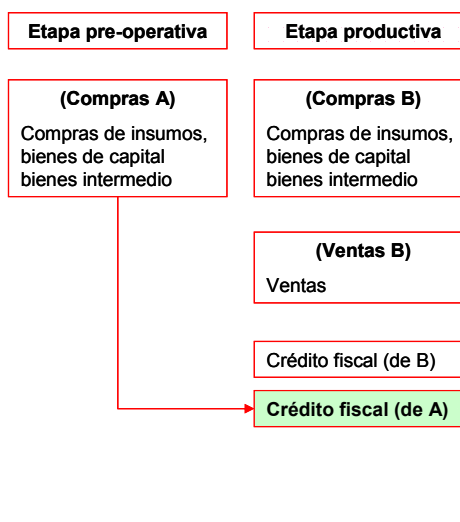 Etapa pre-operativa
Etapa productiva
(Compras A)
Compras de insumos,
bienes de capital
bienes intermedio
(Compras B)
Compras de insumos,
bienes de capital
bienes intermedio
(Ventas B)
Ventas
Crédito fiscal (de B)
Crédito fiscal (de A)